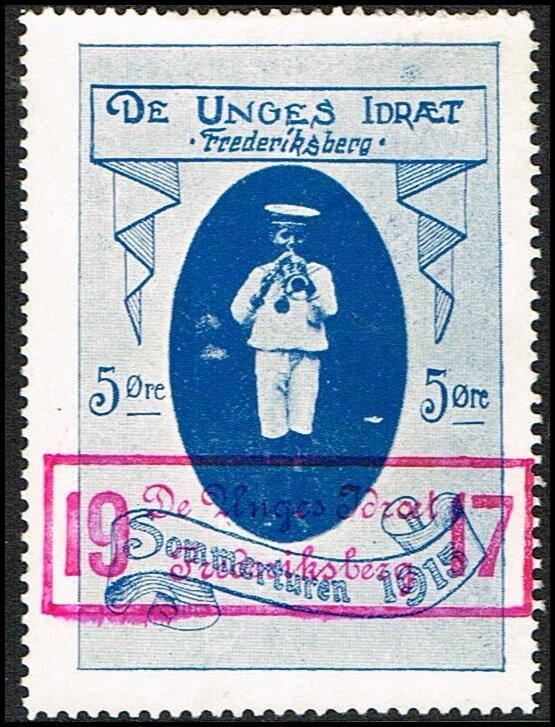 DE UNGES IDRÆT
· Frederiksberg ·
5 Øre 5 Øre
19 De Unges Idræt 17
Frederiksberg
Sommerturen 1915